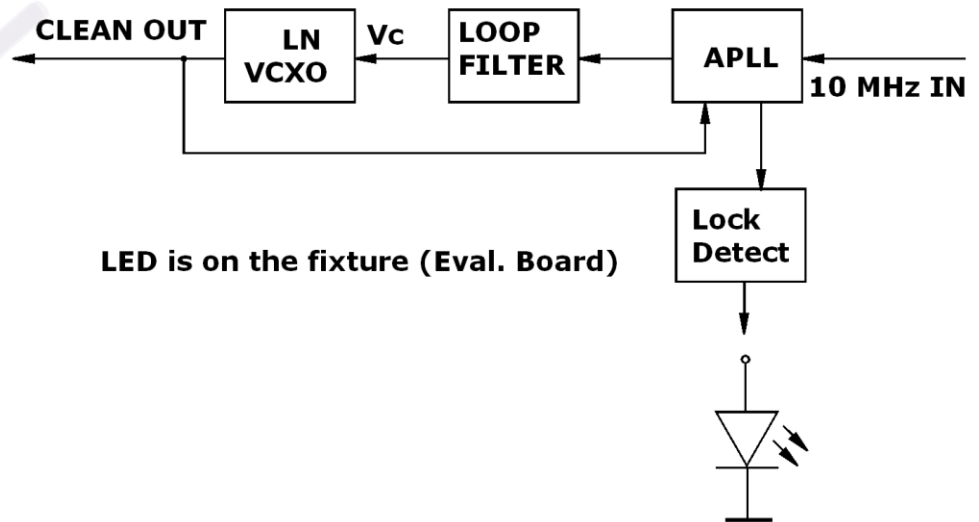 CLEAN OUT
LN
VCXO
Vc
LOOP
FILTER
APLL
10 MHz IN
Lock
Detect
LED is on the fixture (Eval. Board)